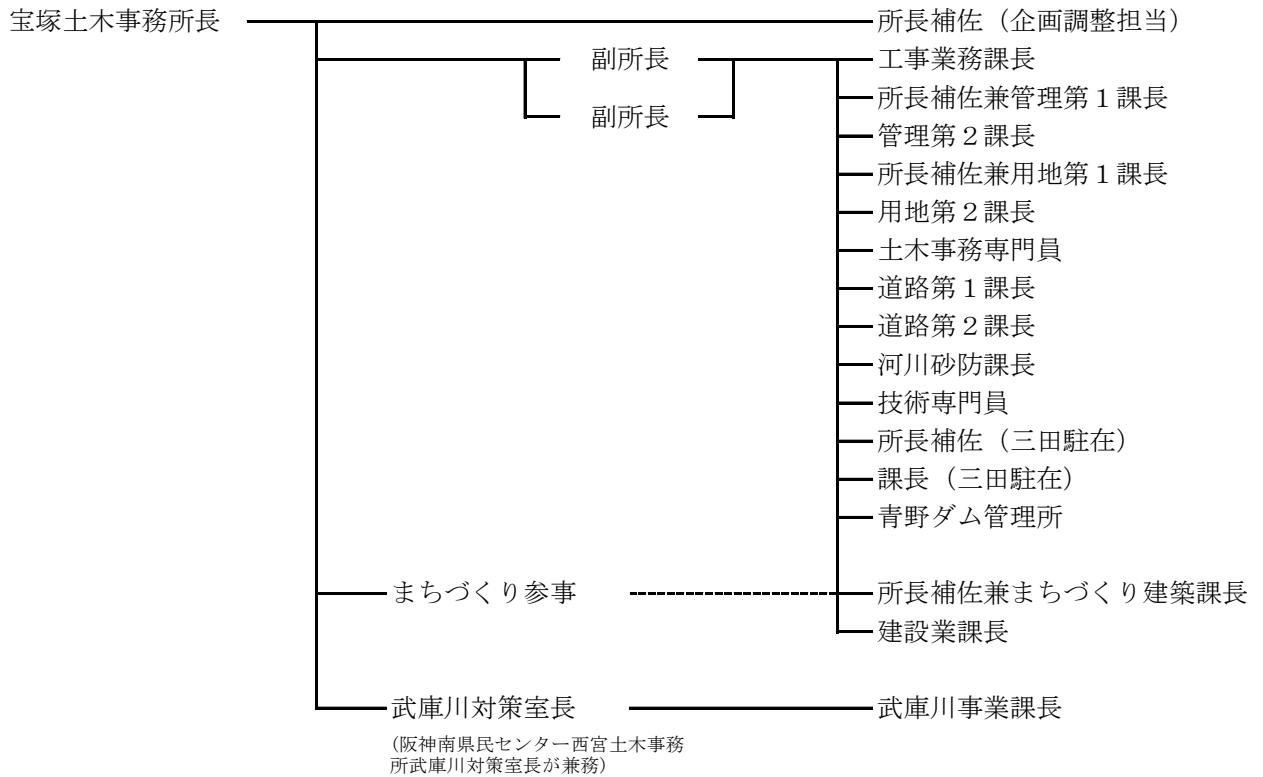 宝塚土木事務所長
所長補佐（企画調整担当）
副所長
工事業務課長
所長補佐兼管理第１課長
副所長
管理第２課長
所長補佐兼用地第１課長
用地第２課長
土木事務専門員
道路第１課長
道路第２課長
河川砂防課長
技術専門員
所長補佐（三田駐在）
課長（三田駐在）
青野ダム管理所
まちづくり参事
所長補佐兼まちづくり建築課長
建設業課長
武庫川対策室長
武庫川事業課長
(阪神南県民センター西宮土木事務
所武庫川対策室長が兼務)